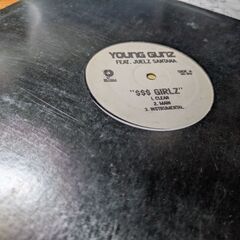 YOUNG GUNZ
FEAT. JUELZ SANTANA
"$$$ GIRLZ"
1. CLEAN
2. MAIN
3. INSTRUMENTAL